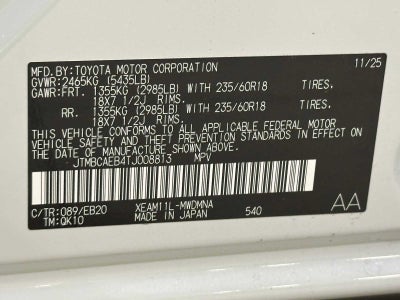 MFD.BY:TOYOTA MOTOR CORPORATION 11/25
GVWR:2465KG (5435LB)
GAWR:FRT. 1355KG (2985LB) WITH 235/60R18 TIRES.
18X7 1/2J RIMS.
RR. 1355KG (2985LB) WITH 235/60R18 TIRES.
18X7 1/2J RIMS.
THIS VEHICLE CONFORMS TO ALL APPLICABLE FEDERAL MOTOR
VEHICLE SAFETY, BUMPER, AND THEFT PREVENTION STANDARDS
IN EFFECT ON THE DATE OF MANUFACTURE SHOWN ABOVE.
JTMBCAEB4TJ008813 MPV
C/TR:089/EB20 XEAM11L-MWDMNA AA
TM:QK10 MADE IN JAPAN 540